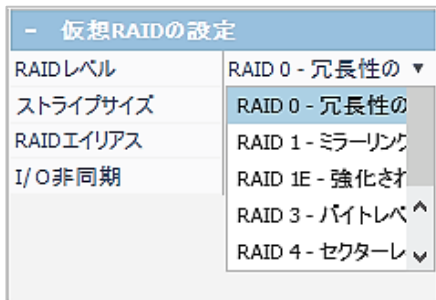 - 仮想RAIDの設定
RAIDレベル RAID 0 - 冗長性の
ストライプサイズ RAID 0 - 冗長性の
RAIDエイリアス RAID 1 - ミラーリング
I/O非同期 RAID 1E - 強化され
RAID 3 - バイトレベ
RAID 4 - セクターレ